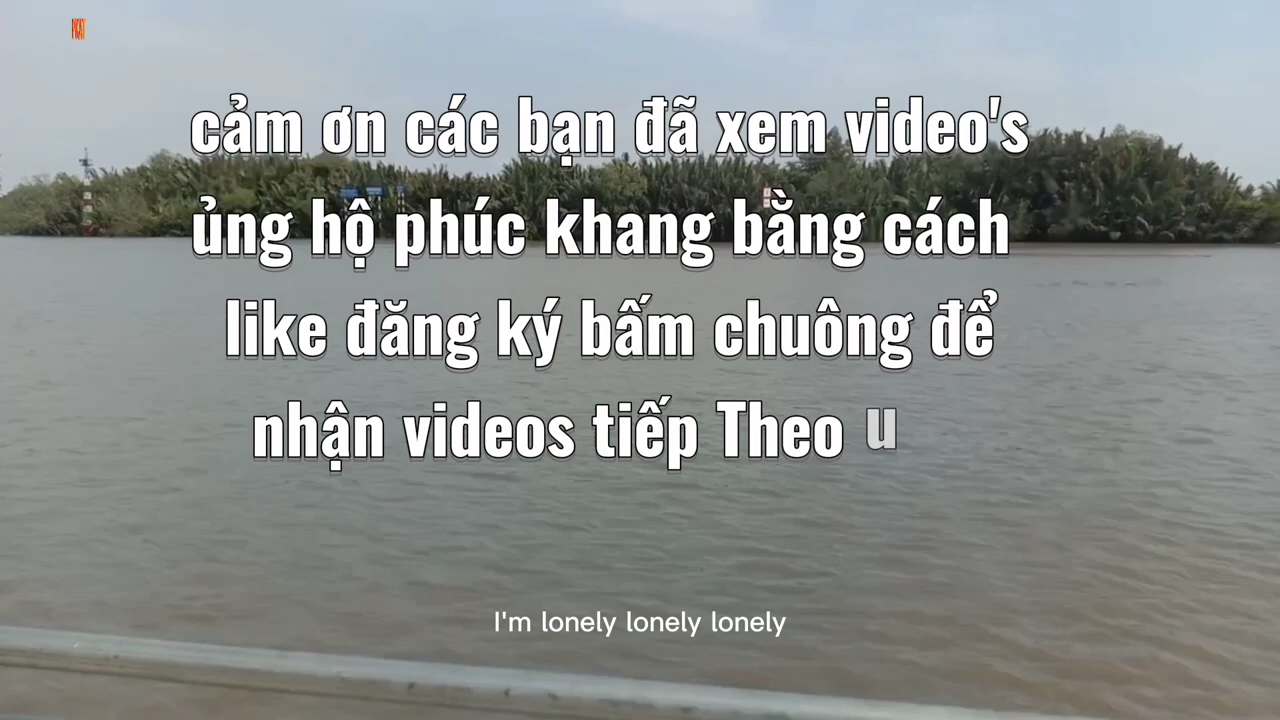 cảm ơn các bạn đã xem video's
ủng hộ phúc khang bằng cách
like đăng ký bấm chuông để
nhận videos tiếp Theo u
I'm lonely lonely lonely